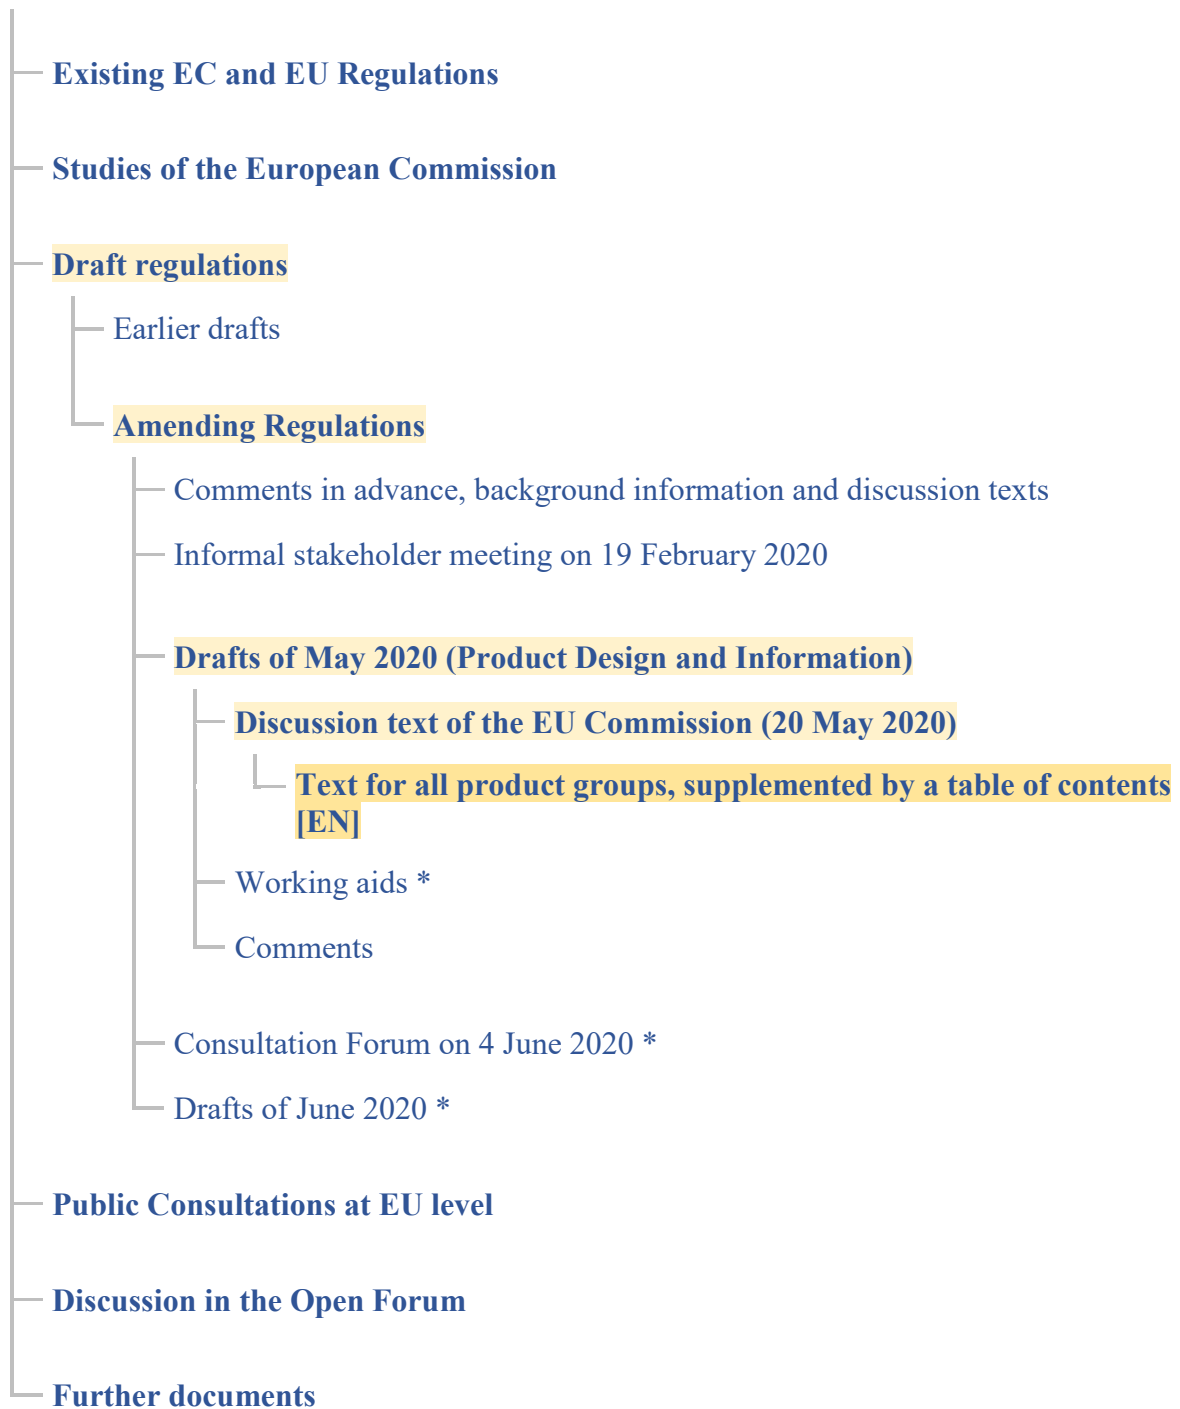 Existing EC and EU Regulations
Studies of the European Commission
Draft regulations
Earlier drafts
Amending Regulations
Comments in advance, background information and discussion texts
Informal stakeholder meeting on 19 February 2020
Drafts of May 2020 (Product Design and Information)
Discussion text of the EU Commission (20 May 2020)
Text for all product groups, supplemented by a table of contents
[EN]
Working aids *
Comments
Consultation Forum on 4 June 2020 *
Drafts of June 2020 *
Public Consultations at EU level
Discussion in the Open Forum
Further documents